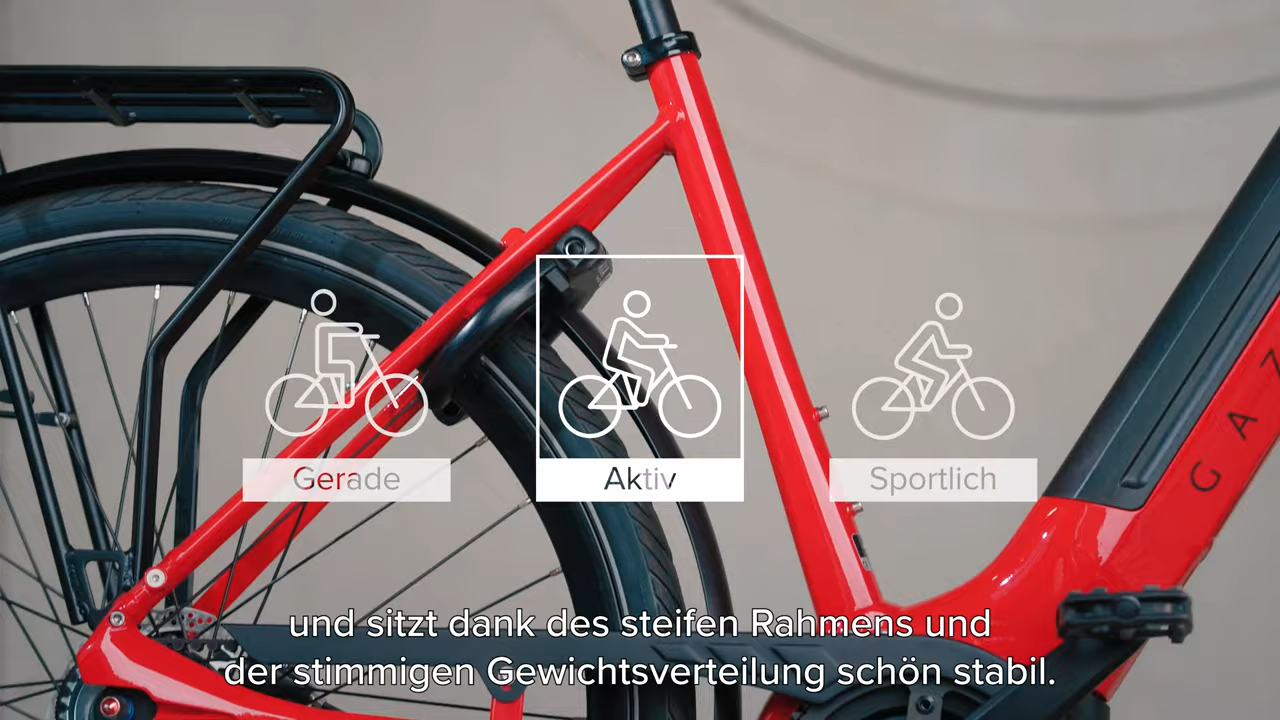 Gerade
Aktiv
Sportlich
G A Z
und sitzt dank des steifen Rahmens und
der stimmigen Gewichtsverteilung schön stabil.